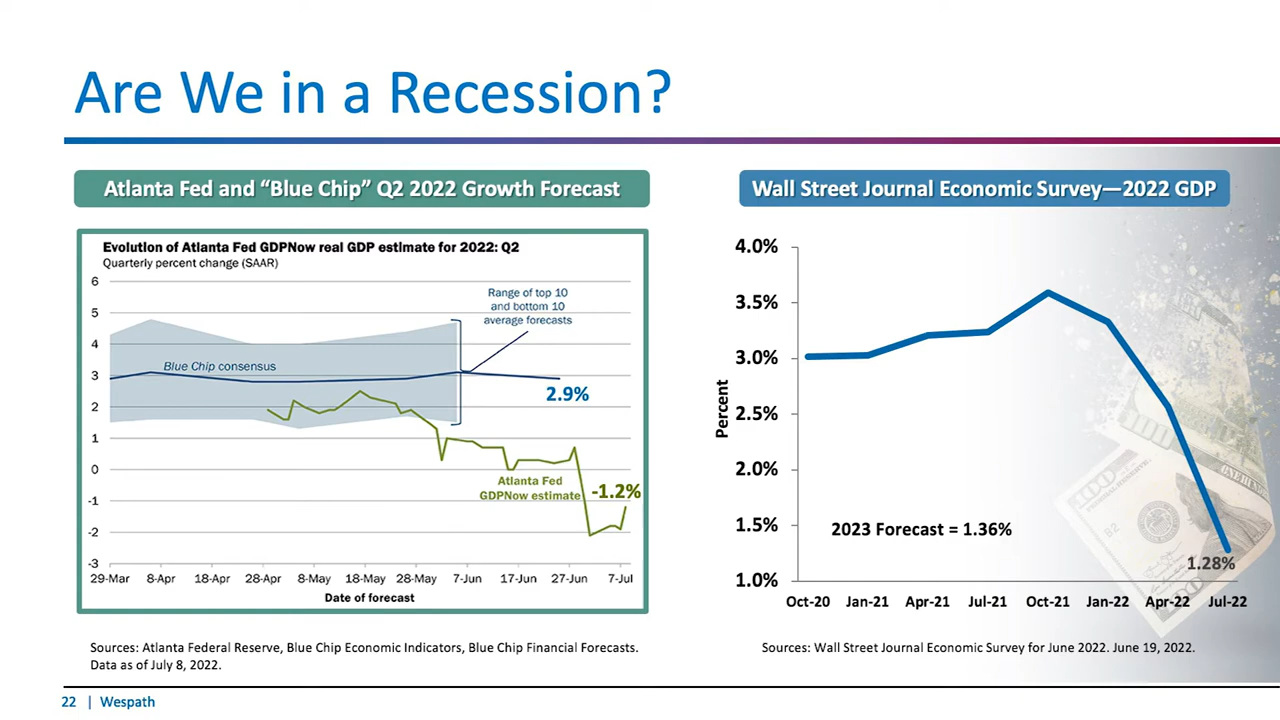 Are We in a Recession?
Atlanta Fed and “Blue Chip” Q2 2022 Growth Forecast
Evolution of Atlanta Fed GDPNow real GDP estimate for 2022: Q2
Quarterly percent change (SAAR)
6
5
4
3
2
1
0
-1
-2
-3
Range of top 10
and bottom 10
average forecasts
Blue Chip consensus
2.9%
Atlanta Fed
GDPNow estimate
-1.2%
29-Mar 8-Apr 18-Apr 28-Apr 8-May 18-May 28-May 7-Jun 17-Jun 27-Jun 7-Jul
Date of forecast
Sources: Atlanta Federal Reserve, Blue Chip Economic Indicators, Blue Chip Financial Forecasts.
Data as of July 8, 2022.
Wall Street Journal Economic Survey—2022 GDP
Percent
4.0%
3.5%
3.0%
2.5%
2.0%
1.5%
1.0%
2023 Forecast = 1.36%
1.28%
Oct-20 Jan-21 Apr-21 Jul-21 Oct-21 Jan-22 Apr-22 Jul-22
Sources: Wall Street Journal Economic Survey for June 2022. June 19, 2022.
22 | Wespath